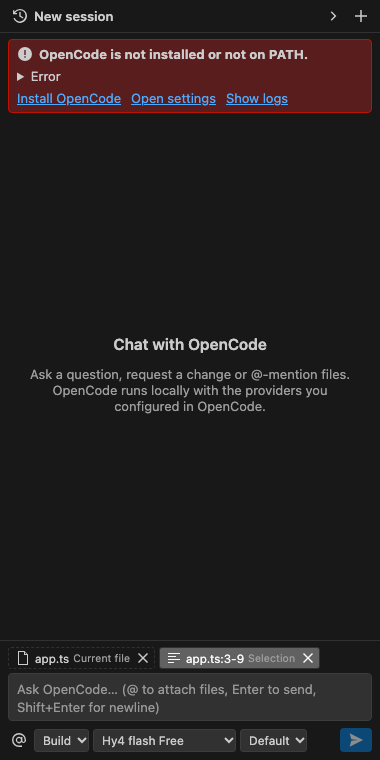 New session
OpenCode is not installed or not on PATH.
Error
Install OpenCode Open settings Show logs
Chat with OpenCode
Ask a question, request a change or @-mention files.
OpenCode runs locally with the providers you
configured in OpenCode.
app.ts Current file app.ts:3-9 Selection
Ask OpenCode... (@ to attach files, Enter to send,
Shift+Enter for newline)
@ Build Hy4 flash Free Default